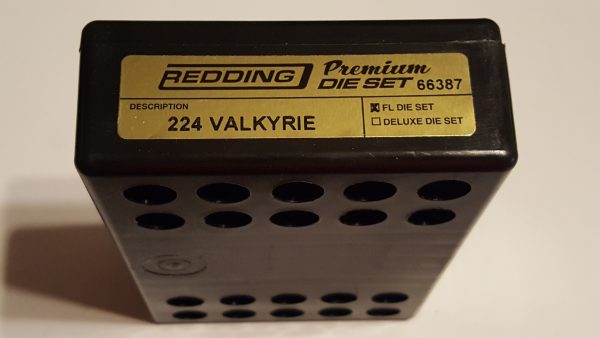 REDDING Premium
DIE SET 66387
DESCRIPTION
224 VALKYRIE
☒ FL DIE SET
☐ DELUXE DIE SET